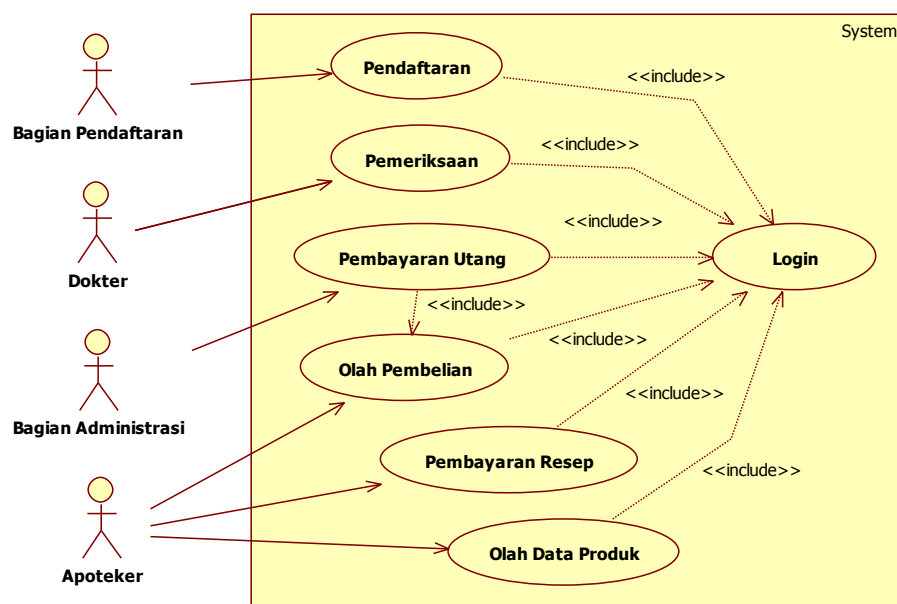 System
Pendaftaran
<<include>>
Bagian Pendaftaran
<<include>>
Pemeriksaan
<<include>>
Dokter
Pembayaran Utang
Login
<<include>>
<<include>>
Olah Pembelian
<<include>>
Bagian Administrasi
Pembayaran Resep
<<include>>
Olah Data Produk
Apoteker